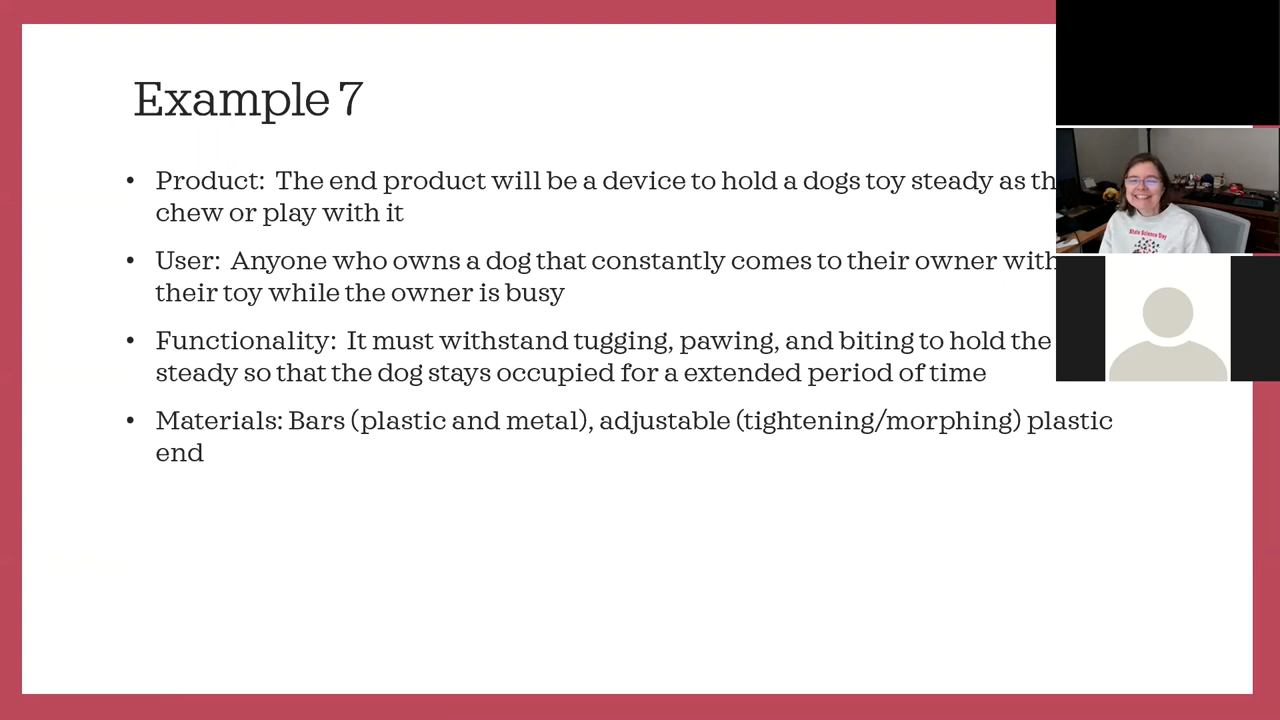 Example 7
• Product: The end product will be a device to hold a dogs toy steady as
chew or play with it
• User: Anyone who owns a dog that constantly comes to their owner with
their toy while the owner is busy
• Functionality: It must withstand tugging, pawing, and biting to hold the
steady so that the dog stays occupied for a extended period of time
• Materials: Bars (plastic and metal), adjustable (tightening/morphing) plastic
end
State Science Day